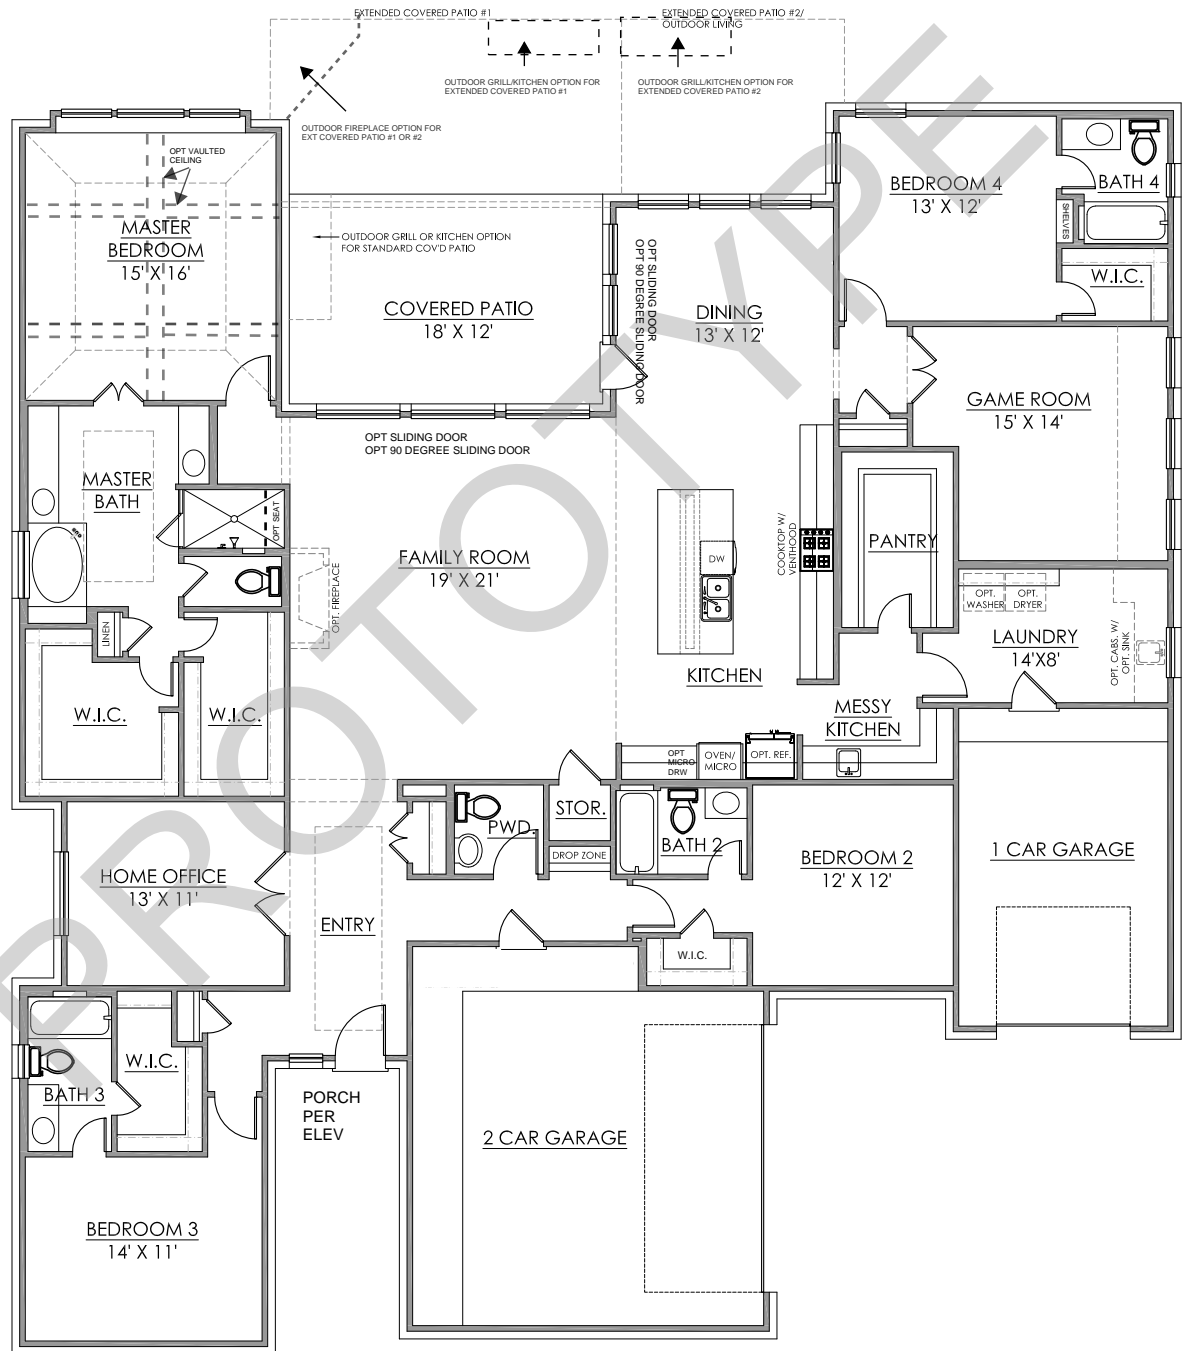 EXTENDED COVERED PATIO #1
EXTENDED COVERED PATIO #2/
OUTDOOR LIVING
OUTDOOR GRILL/KITCHEN OPTION FOR
EXTENDED COVERED PATIO #1
OUTDOOR GRILL/KITCHEN OPTION FOR
EXTENDED COVERED PATIO #2
OUTDOOR FIREPLACE OPTION FOR
EXT COVERED PATIO #1 OR #2
OPT VAULTED
CEILING
MASTER
BEDROOM
15' X 16'
OUTDOOR GRILL OR KITCHEN OPTION
FOR STANDARD COV'D PATIO
COVERED PATIO
18' X 12'
OPT SLIDING DOOR
OPT 90 DEGREE SLIDING DOOR
DINING
13' X 12'
BEDROOM 4
13' X 12'
BATH 4
SHELVES
W.I.C.
GAME ROOM
15' X 14'
OPT SLIDING DOOR
OPT 90 DEGREE SLIDING DOOR
MASTER
BATH
OPT SEAT
FAMILY ROOM
19' X 21'
OPT. FIREPLACE
DW
COOKTOP W/
VENTHOOD
PANTRY
OPT.
WASHER
OPT.
DRYER
LAUNDRY
14'X8'
OPT. CABS. W/
OPT. SINK
LINEN
W.I.C.
W.I.C.
KITCHEN
MESSY
KITCHEN
OPT
MICRO
DRW
OVEN/
MICRO
OPT. REF.
STOR.
PWD.
DROP ZONE
BATH 2
BEDROOM 2
12' X 12'
1 CAR GARAGE
HOME OFFICE
13' X 11'
ENTRY
W.I.C.
W.I.C.
BATH 3
PORCH
PER
ELEV
2 CAR GARAGE
BEDROOM 3
14' X 11'
PROTOTYPE